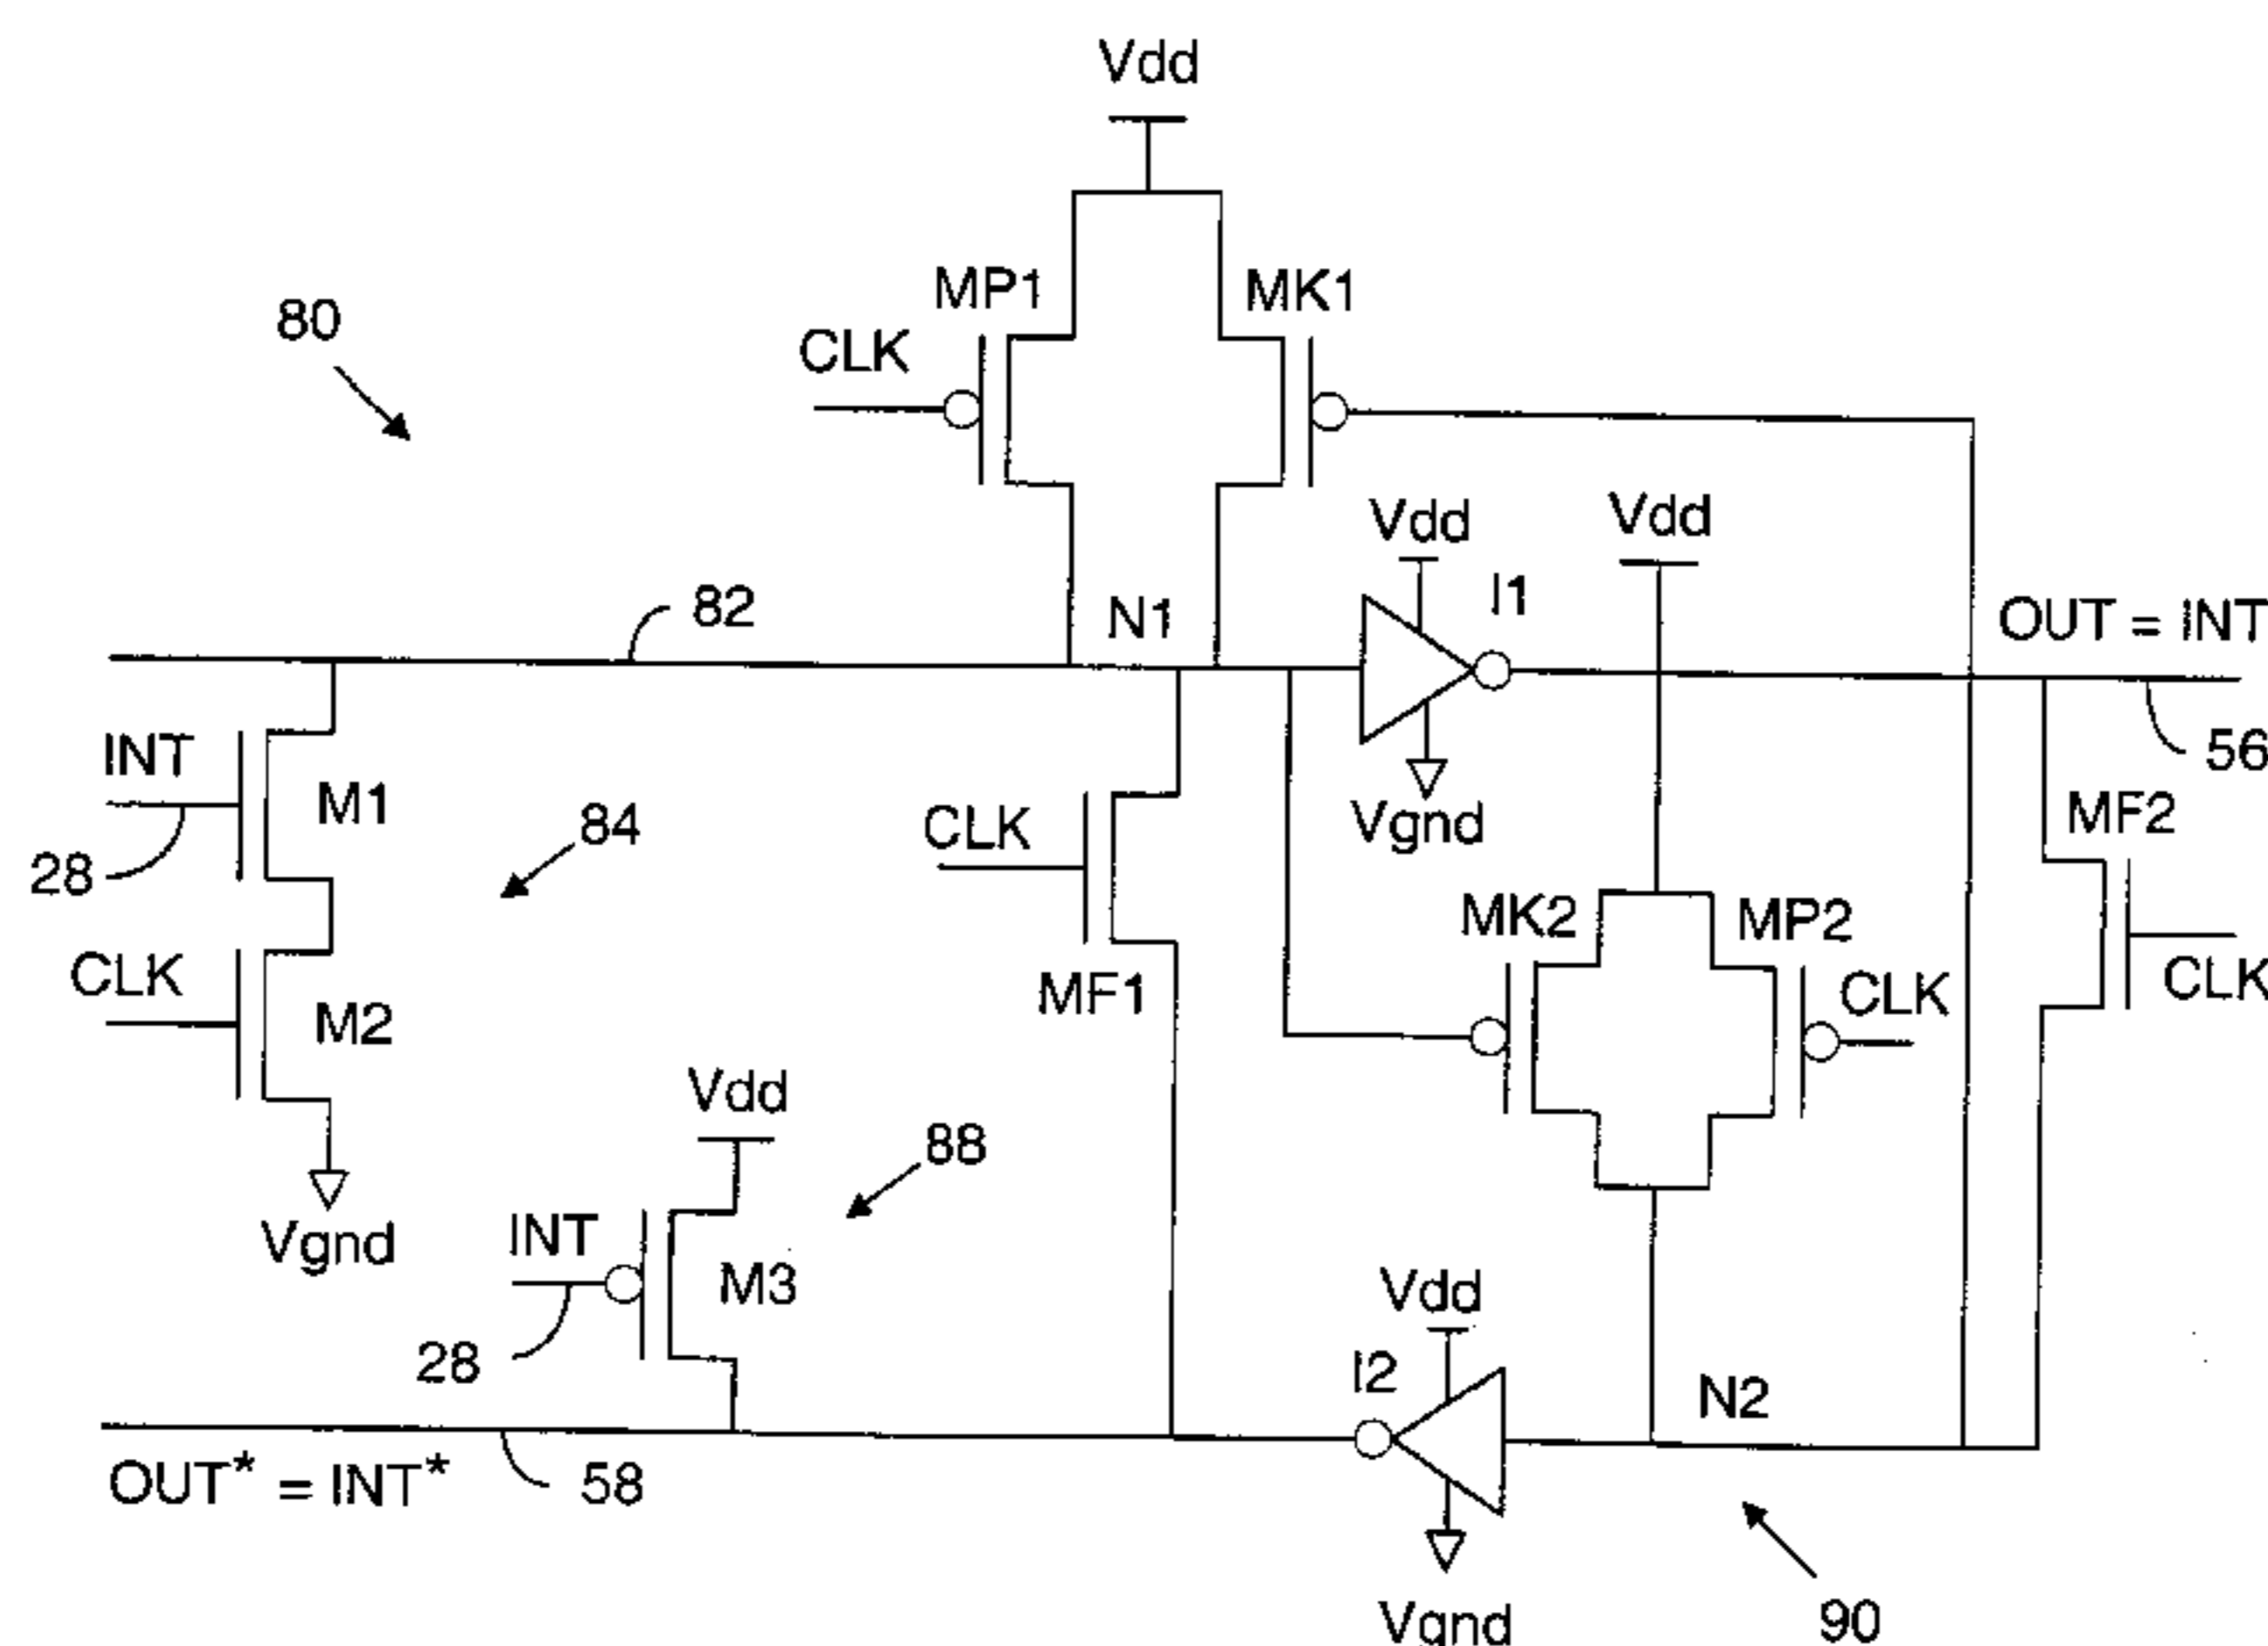 Vdd
MP1
MK1
80
CLK
Vdd
Vdd
I1
82
N1
OUT = INT
INT
M1
84
CLK
Vgnd
MF2
56
28
MK2
MP2
CLK
M2
MF1
CLK
CLK
Vdd
88
Vgnd
INT
M3
Vdd
28
I2
N2
OUT* = INT*
58
Vgnd
90